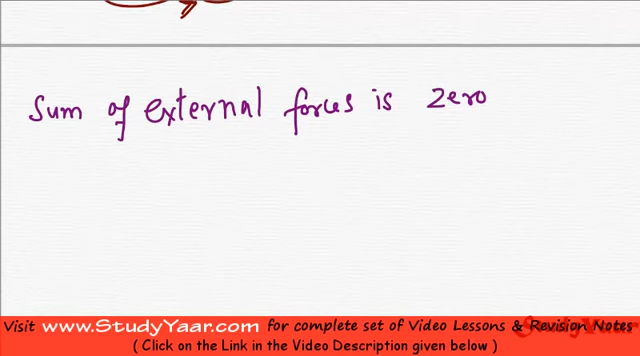 Sum of external forces is zero
Visit www.StudyYaar.com for complete set of Video Lessons & Revision Notes
StudyYaar
( Click on the Link in the Video Description given below )